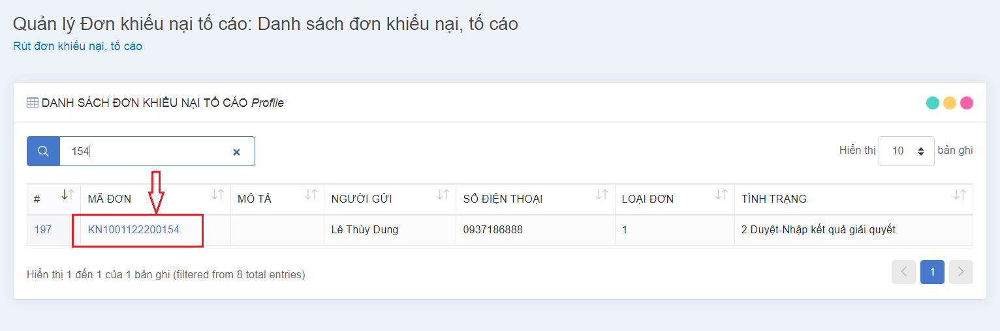 Quản lý Đơn khiếu nại tố cáo: Danh sách đơn khiếu nại, tố cáo
Rút đơn khiếu nại, tố cáo
DANH SÁCH ĐƠN KHIẾU NẠI TỐ CÁO Profile
154 Hiển thị 10 bản ghi
# MÃ ĐƠN MÔ TẢ NGƯỜI GỬI SỐ ĐIỆN THOẠI LOẠI ĐƠN TÌNH TRẠNG
197 KN1001122200154 Lê Thùy Dung 0937186888 1 2.Duyệt-Nhập kết quả giải quyết
Hiển thị 1 đến 1 của 1 bản ghi (filtered from 8 total entries) 1